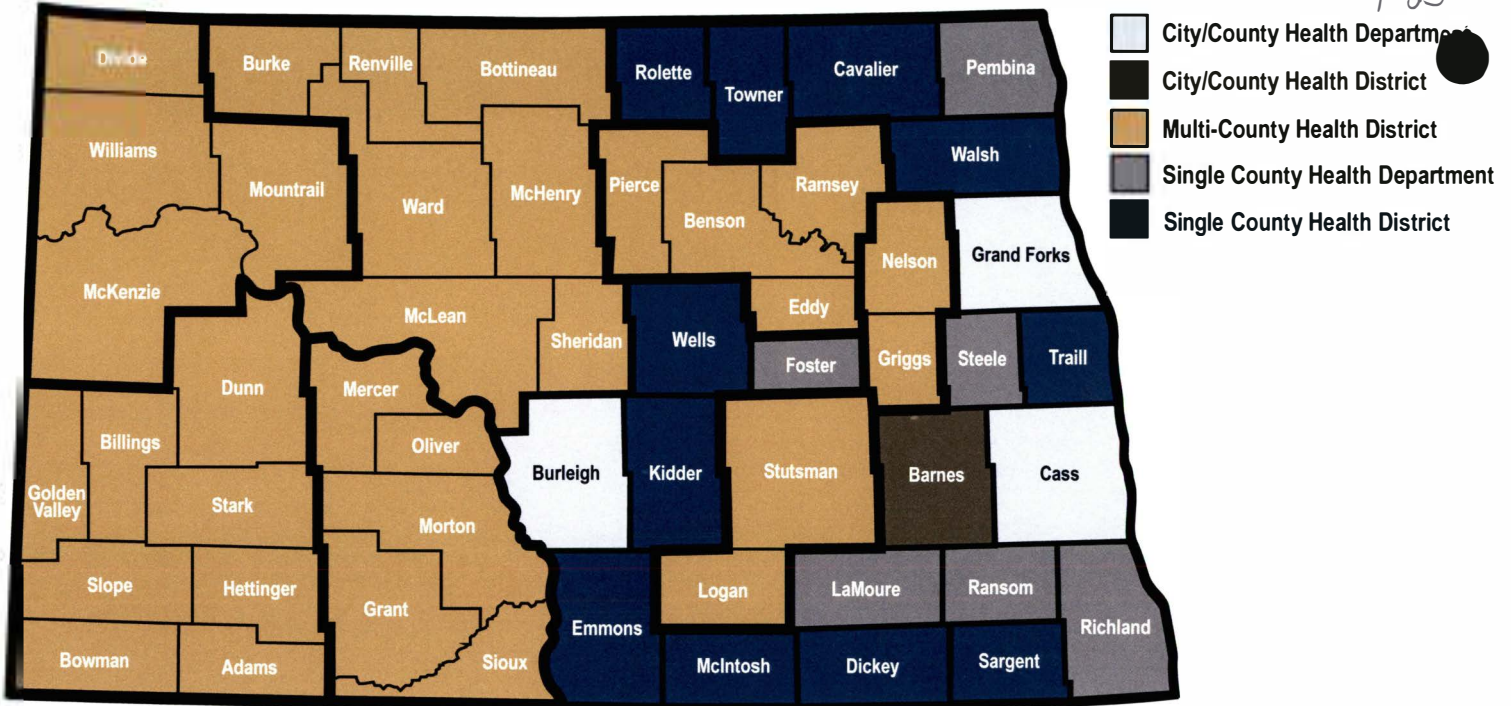 City/County Health Department
City/County Health District
Multi-County Health District
Single County Health Department
Single County Health District
Divide
Burke
Renville
Bottineau
Rolette
Towner
Cavalier
Pembina
Williams
Mountrail
Ward
McHenry
Pierce
Benson
Ramsey
Walsh
Nelson
Grand Forks
McKenzie
McLean
Sheridan
Wells
Eddy
Foster
Griggs
Steele
Traill
Dunn
Mercer
Oliver
Billings
Golden
Valley
Stark
Morton
Burleigh
Kidder
Stutsman
Barnes
Cass
Slope
Hettinger
Grant
Logan
LaMoure
Ransom
Richland
Emmons
Bowman
Adams
Sioux
McIntosh
Dickey
Sargent